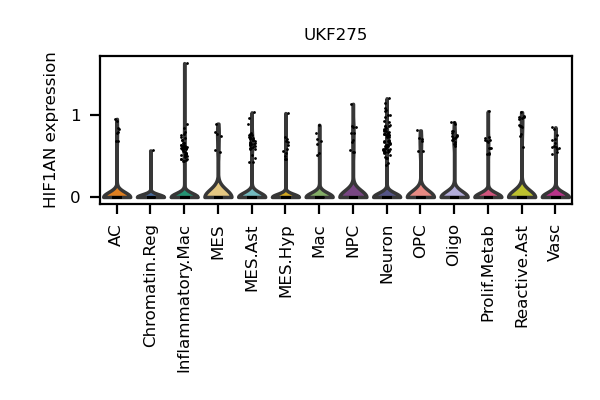 UKF275
HIF1AN expression
1
0
AC
Chromatin.Reg
Inflammatory.Mac
MES
MES.Ast
MES.Hyp
Mac
NPC
Neuron
OPC
Oligo
Prolif.Metab
Reactive.Ast
Vasc